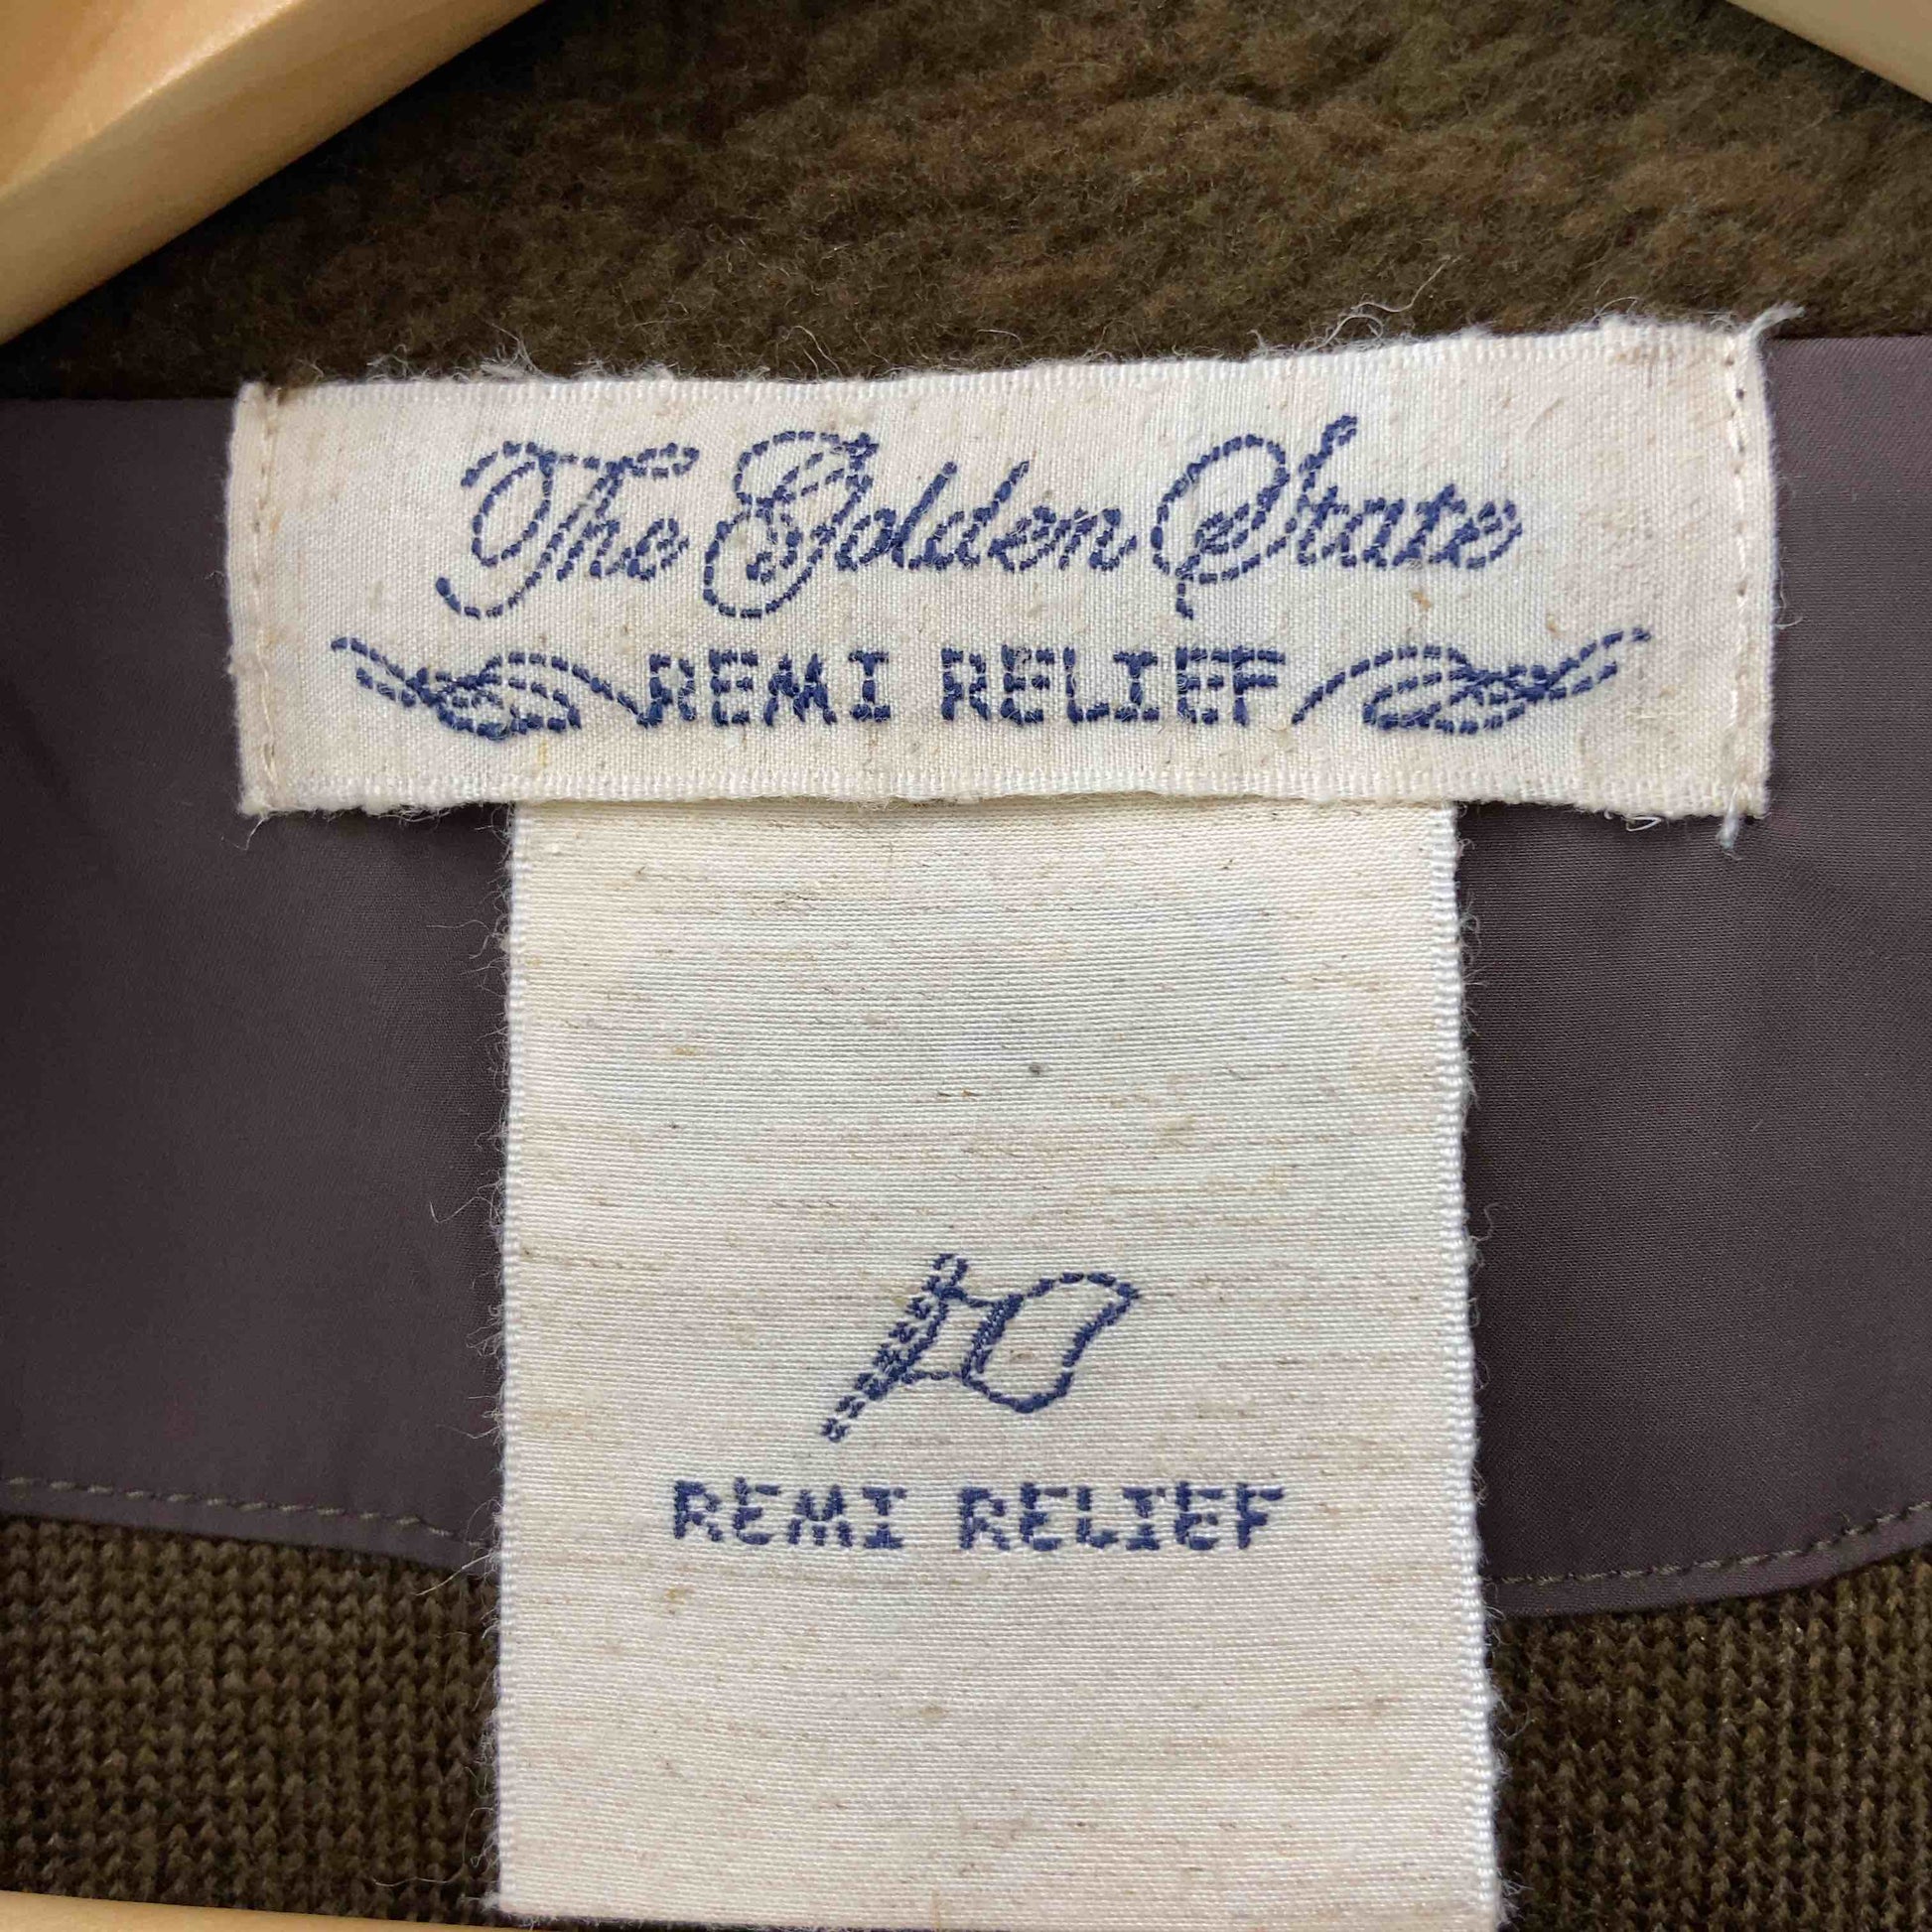 The Golden State
REMI RELIEF
REMI RELIEF